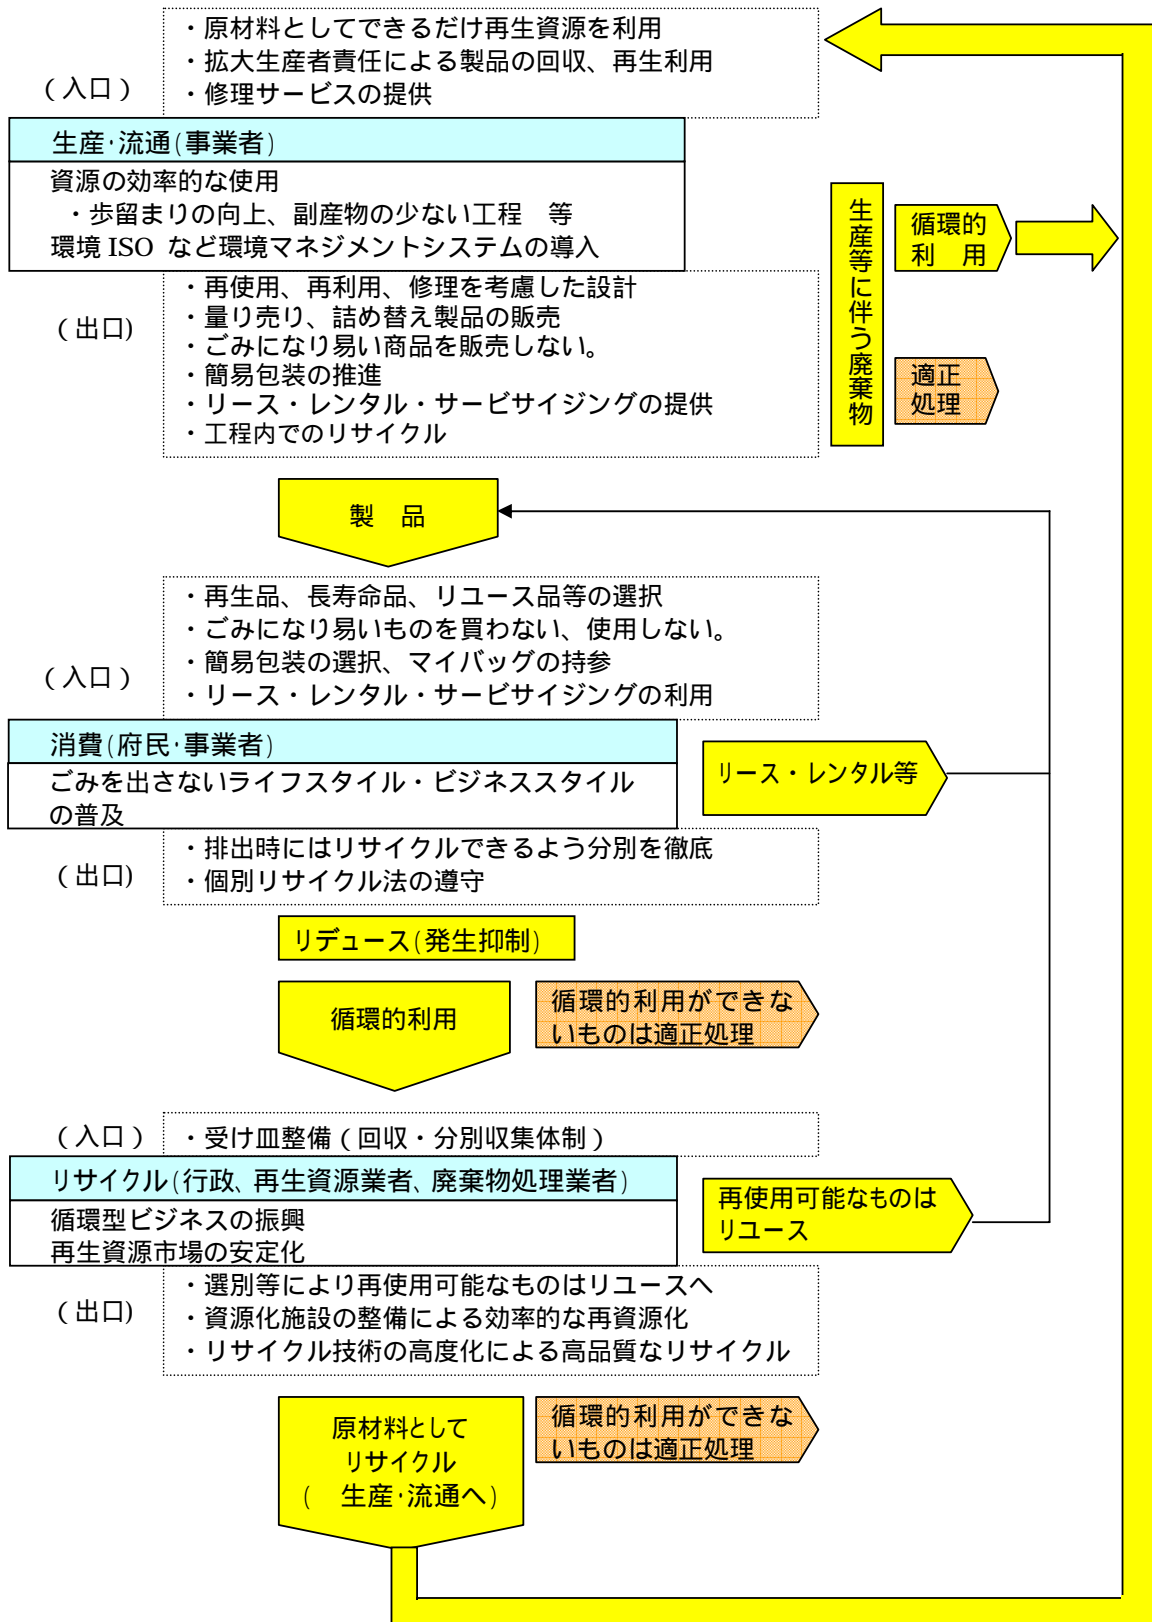 ・原材料としてできるだけ再生資源を利用
・拡大生産者責任による製品の回収、再生利用
(入口)
・修理サービスの提供
生産・流通(事業者)
資源の効率的な使用
・歩留まりの向上、副産物の少ない工程　等
環境 ISO など環境マネジメントシステムの導入
・再使用、再利用、修理を考慮した設計
(出口)
・量り売り、詰め替え製品の販売
・ごみになり易い商品を販売しない。
・簡易包装の推進
・リース・レンタル・サービサイジングの提供
・工程内でのリサイクル
生産等に伴う廃棄物
循環的
利　用
適正
処理
製　品
・再生品、長寿命品、リユース品等の選択
・ごみになり易いものを買わない、使用しない。
・簡易包装の選択、マイバッグの持参
(入口)
・リース・レンタル・サービサイジングの利用
消費(府民・事業者)
ごみを出さないライフスタイル・ビジネススタイル
の普及
リース・レンタル等
・排出時にはリサイクルできるよう分別を徹底
(出口)
・個別リサイクル法の遵守
リデュース(発生抑制)
循環的利用
循環的利用ができな
いものは適正処理
(入口)
・受け皿整備(回収・分別収集体制)
リサイクル(行政、再生資源業者、廃棄物処理業者)
循環型ビジネスの振興
再生資源市場の安定化
再使用可能なものは
リユース
・選別等により再使用可能なものはリユースへ
(出口)
・資源化施設の整備による効率的な再資源化
・リサイクル技術の高度化による高品質なリサイクル
原材料として
リサイクル
(　生産・流通へ)
循環的利用ができな
いものは適正処理